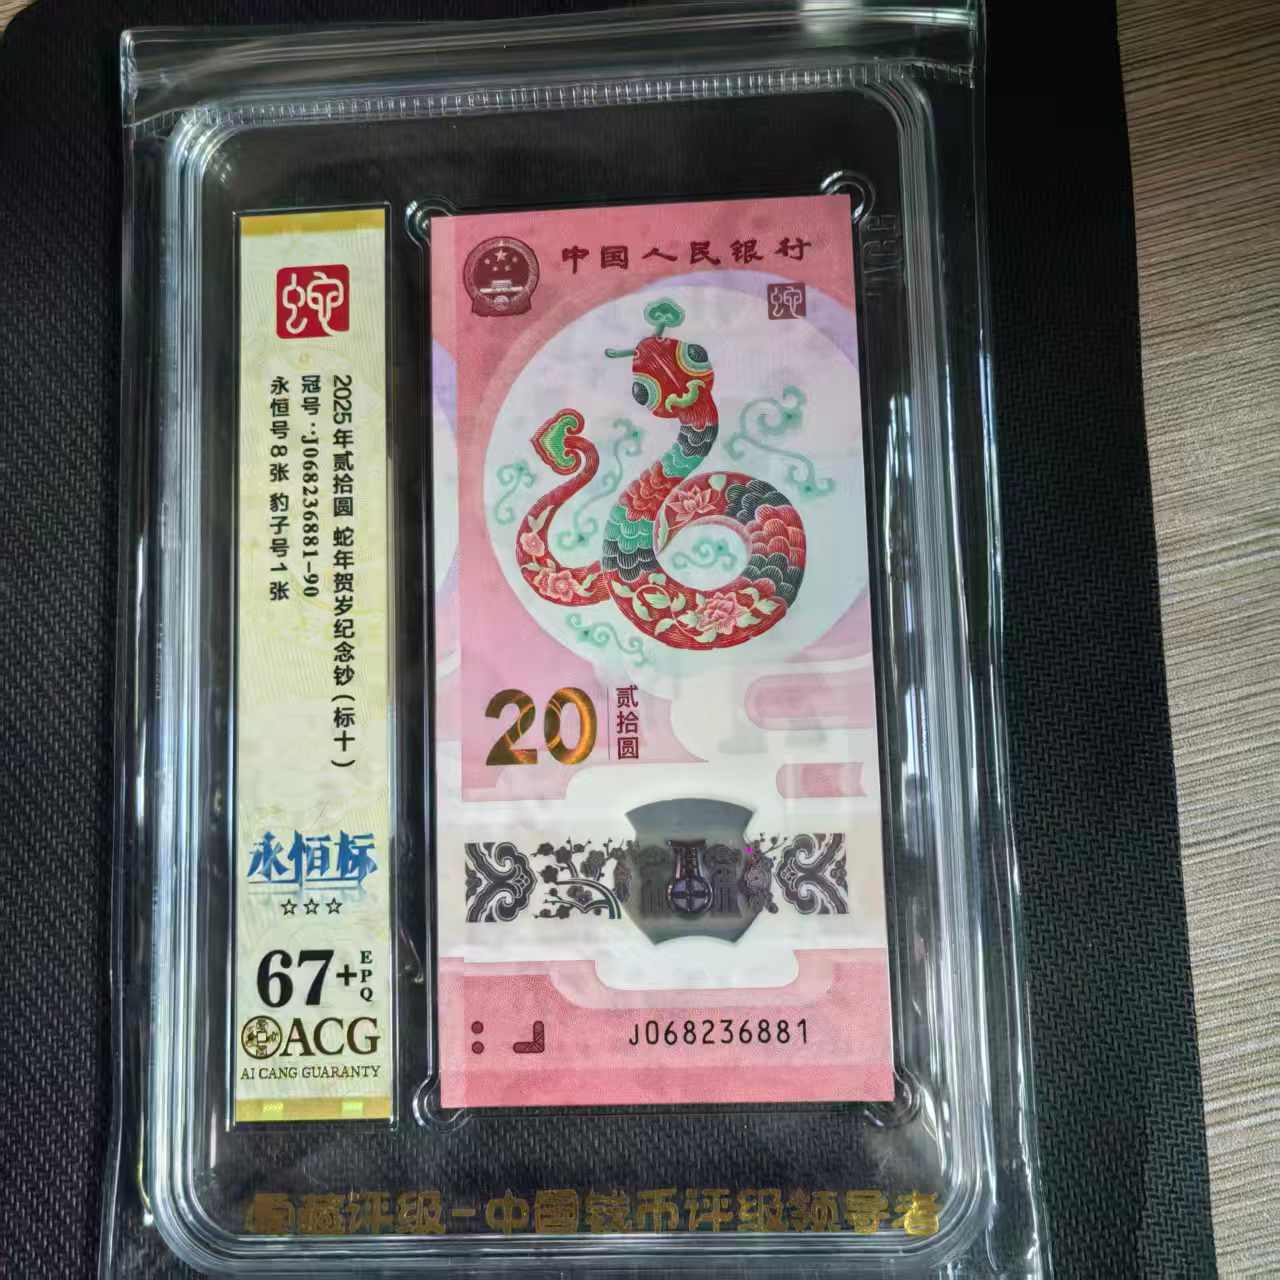 蛇
2025年贰拾圆 蛇年贺岁纪念钞(标十)
冠号:J068236881-90
永恒号8张 豹子号1张
永恒标
☆☆☆
67+EPQ
ACG
AI CANG GUARANTY
中国人民银行
蛇
20 贰拾圆
J068236881
爱藏评级-中国钱币评级领导者